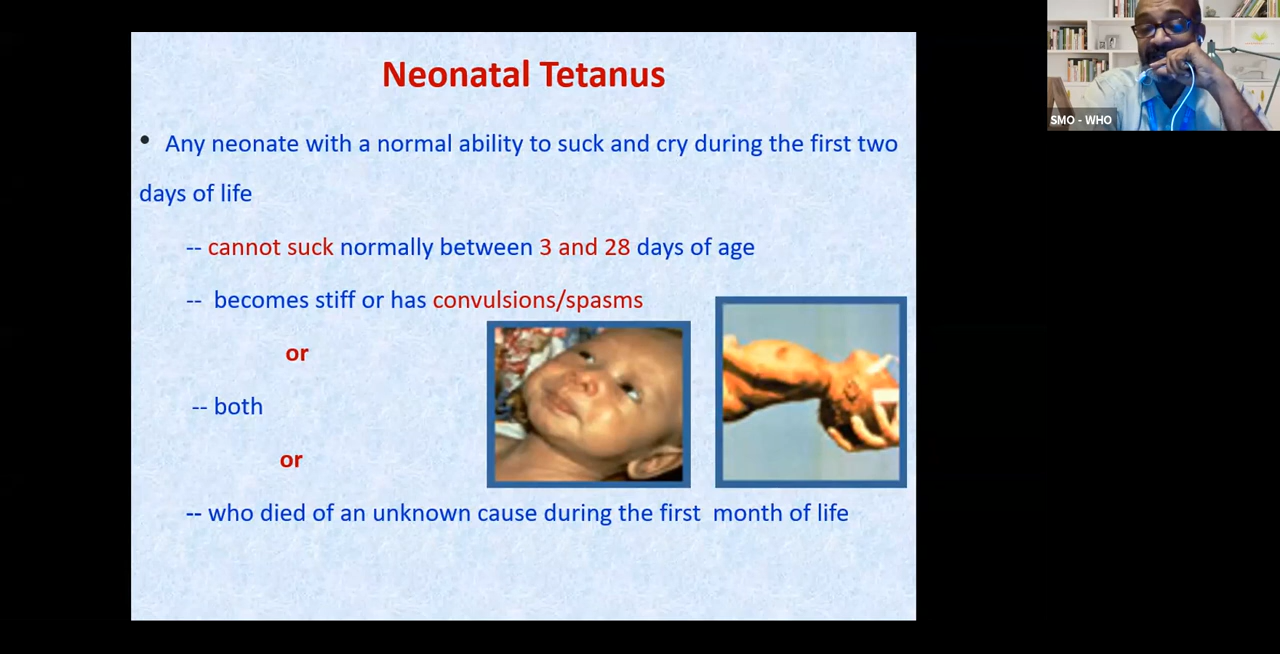 Neonatal Tetanus
• Any neonate with a normal ability to suck and cry during the first two
days of life
-- cannot suck normally between 3 and 28 days of age
-- becomes stiff or has convulsions/spasms
or
-- both
or
-- who died of an unknown cause during the first month of life
SMO - WHO